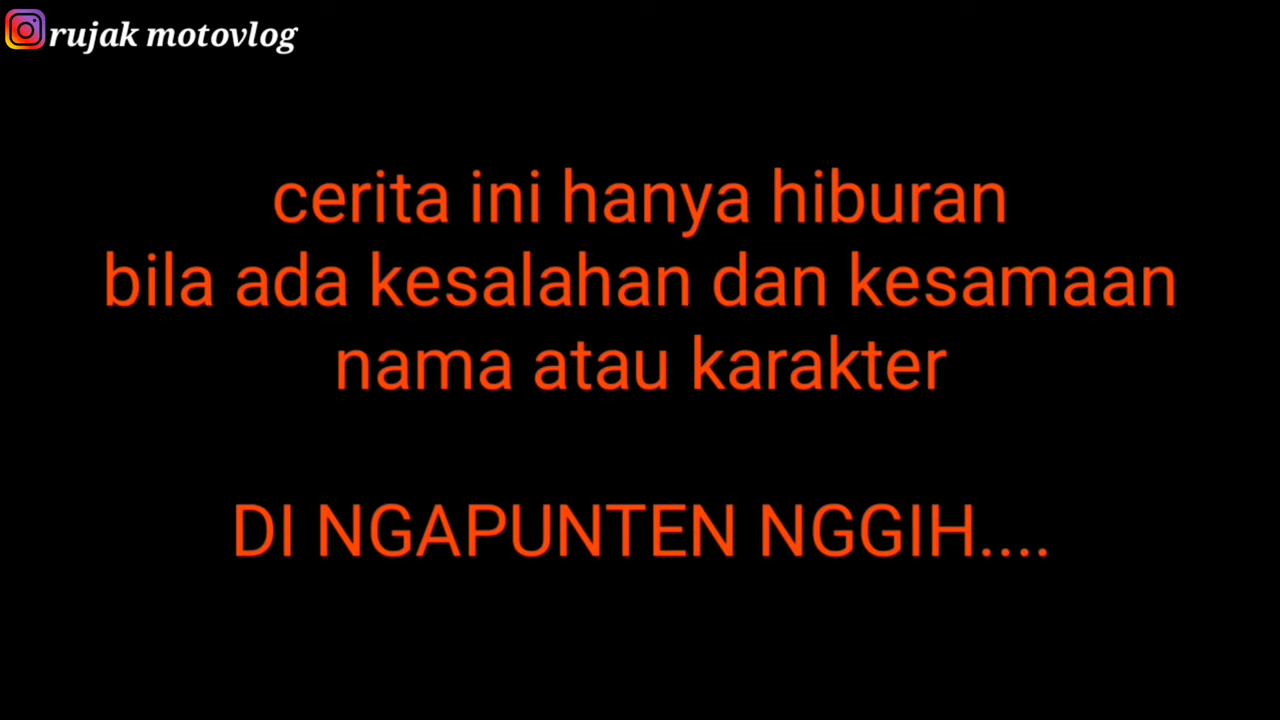 rujak motovlog
cerita ini hanya hiburan
bila ada kesalahan dan kesamaan
nama atau karakter
DI NGAPUNTEN NGGIH....